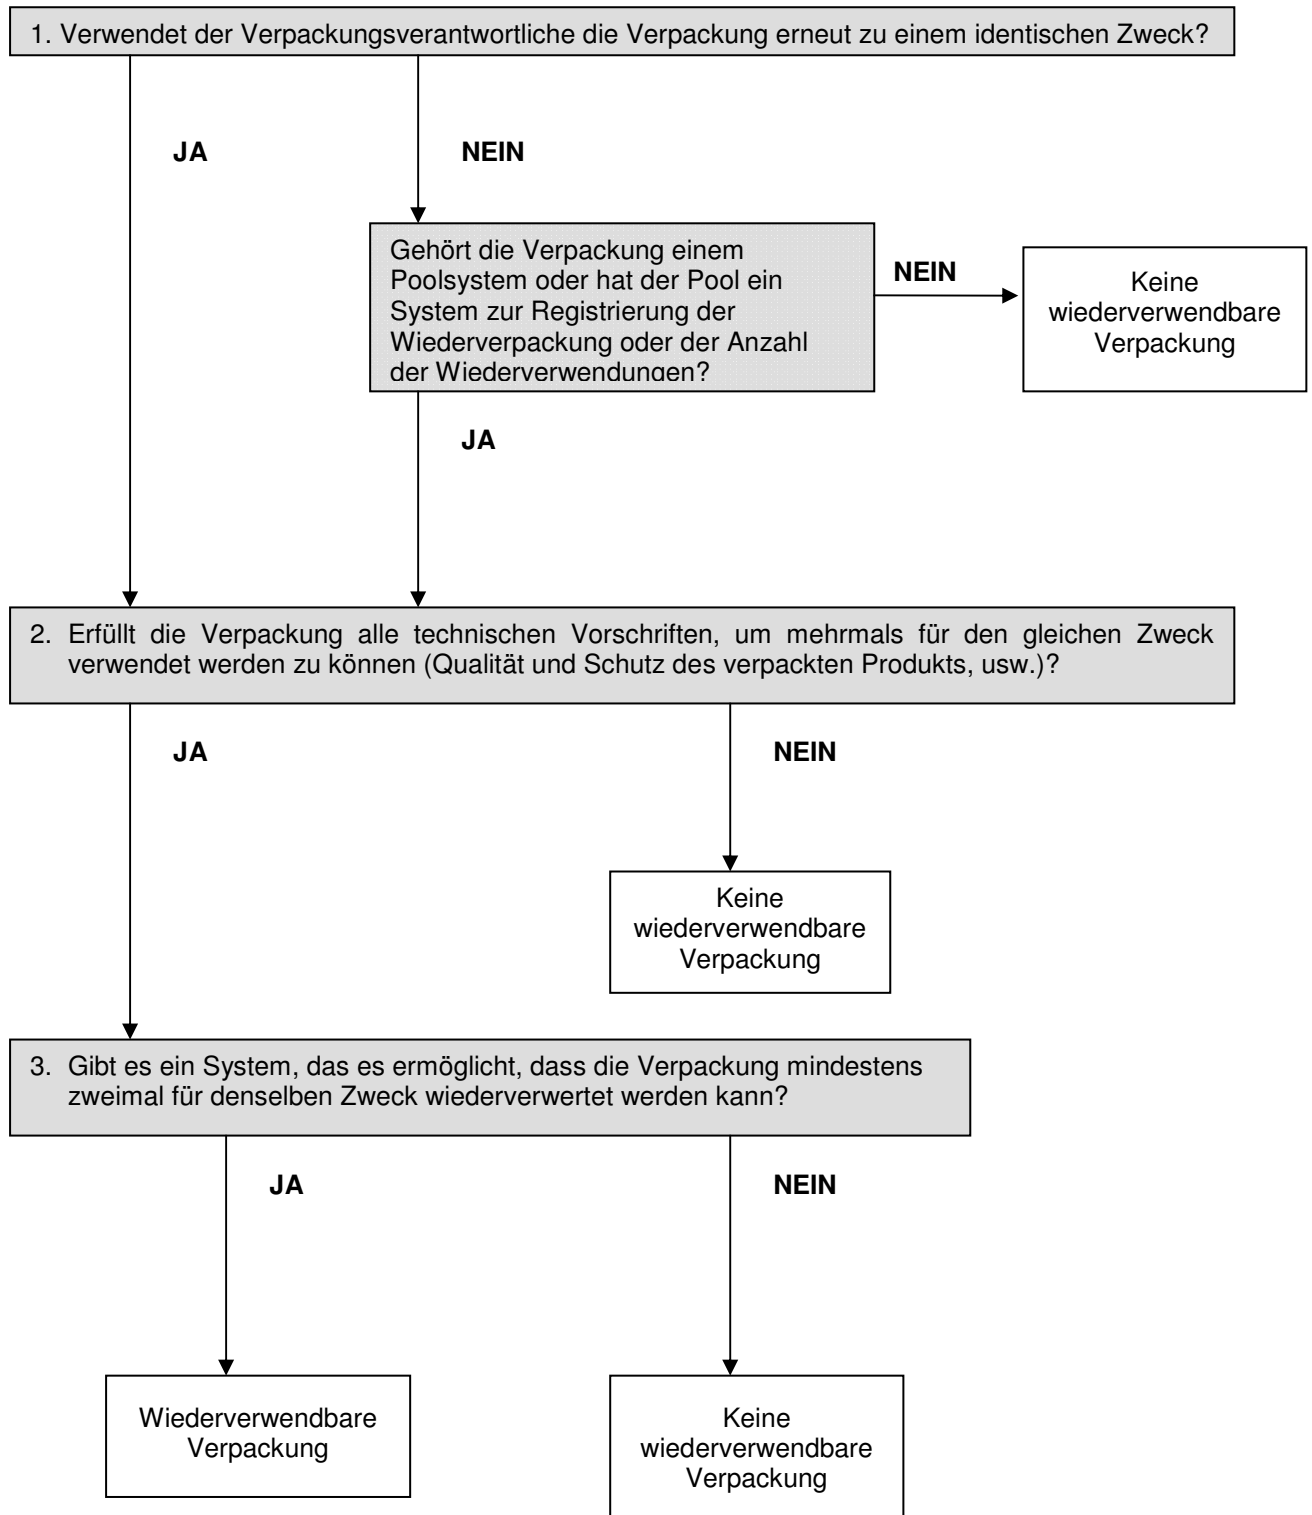 1. Verwendet der Verpackungsverantwortliche die Verpackung erneut zu einem identischen Zweck?
JA
NEIN
Gehört die Verpackung einem
Poolsystem oder hat der Pool ein
System zur Registrierung der
Wiederverpackung oder der Anzahl
der Wiederverwendungen?
NEIN
Keine
wiederverwendbare
Verpackung
JA
2. Erfüllt die Verpackung alle technischen Vorschriften, um mehrmals für den gleichen Zweck
verwendet werden zu können (Qualität und Schutz des verpackten Produkts, usw.)?
JA
NEIN
Keine
wiederverwendbare
Verpackung
3. Gibt es ein System, das es ermöglicht, dass die Verpackung mindestens
zweimal für denselben Zweck wiederverwertet werden kann?
JA
NEIN
Wiederverwendbare
Verpackung
Keine
wiederverwendbare
Verpackung